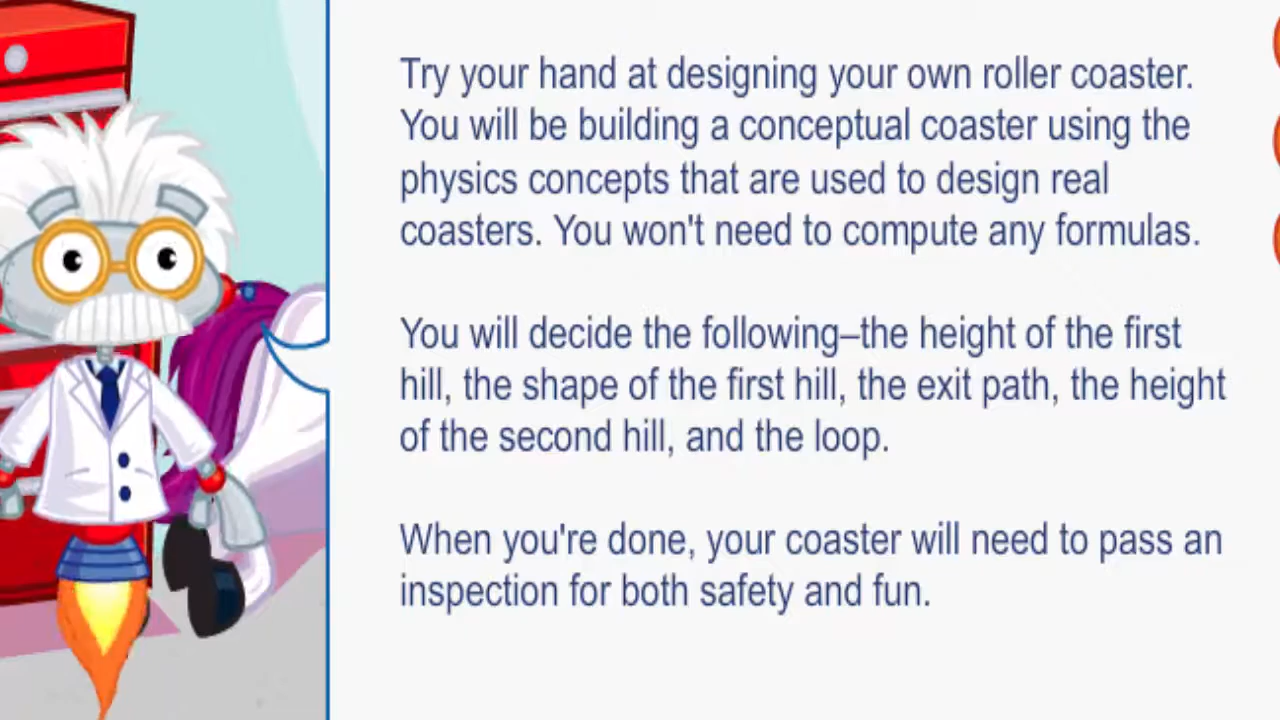 Try your hand at designing your own roller coaster.
You will be building a conceptual coaster using the
physics concepts that are used to design real
coasters. You won't need to compute any formulas.
You will decide the following–the height of the first
hill, the shape of the first hill, the exit path, the height
of the second hill, and the loop.
When you're done, your coaster will need to pass an
inspection for both safety and fun.